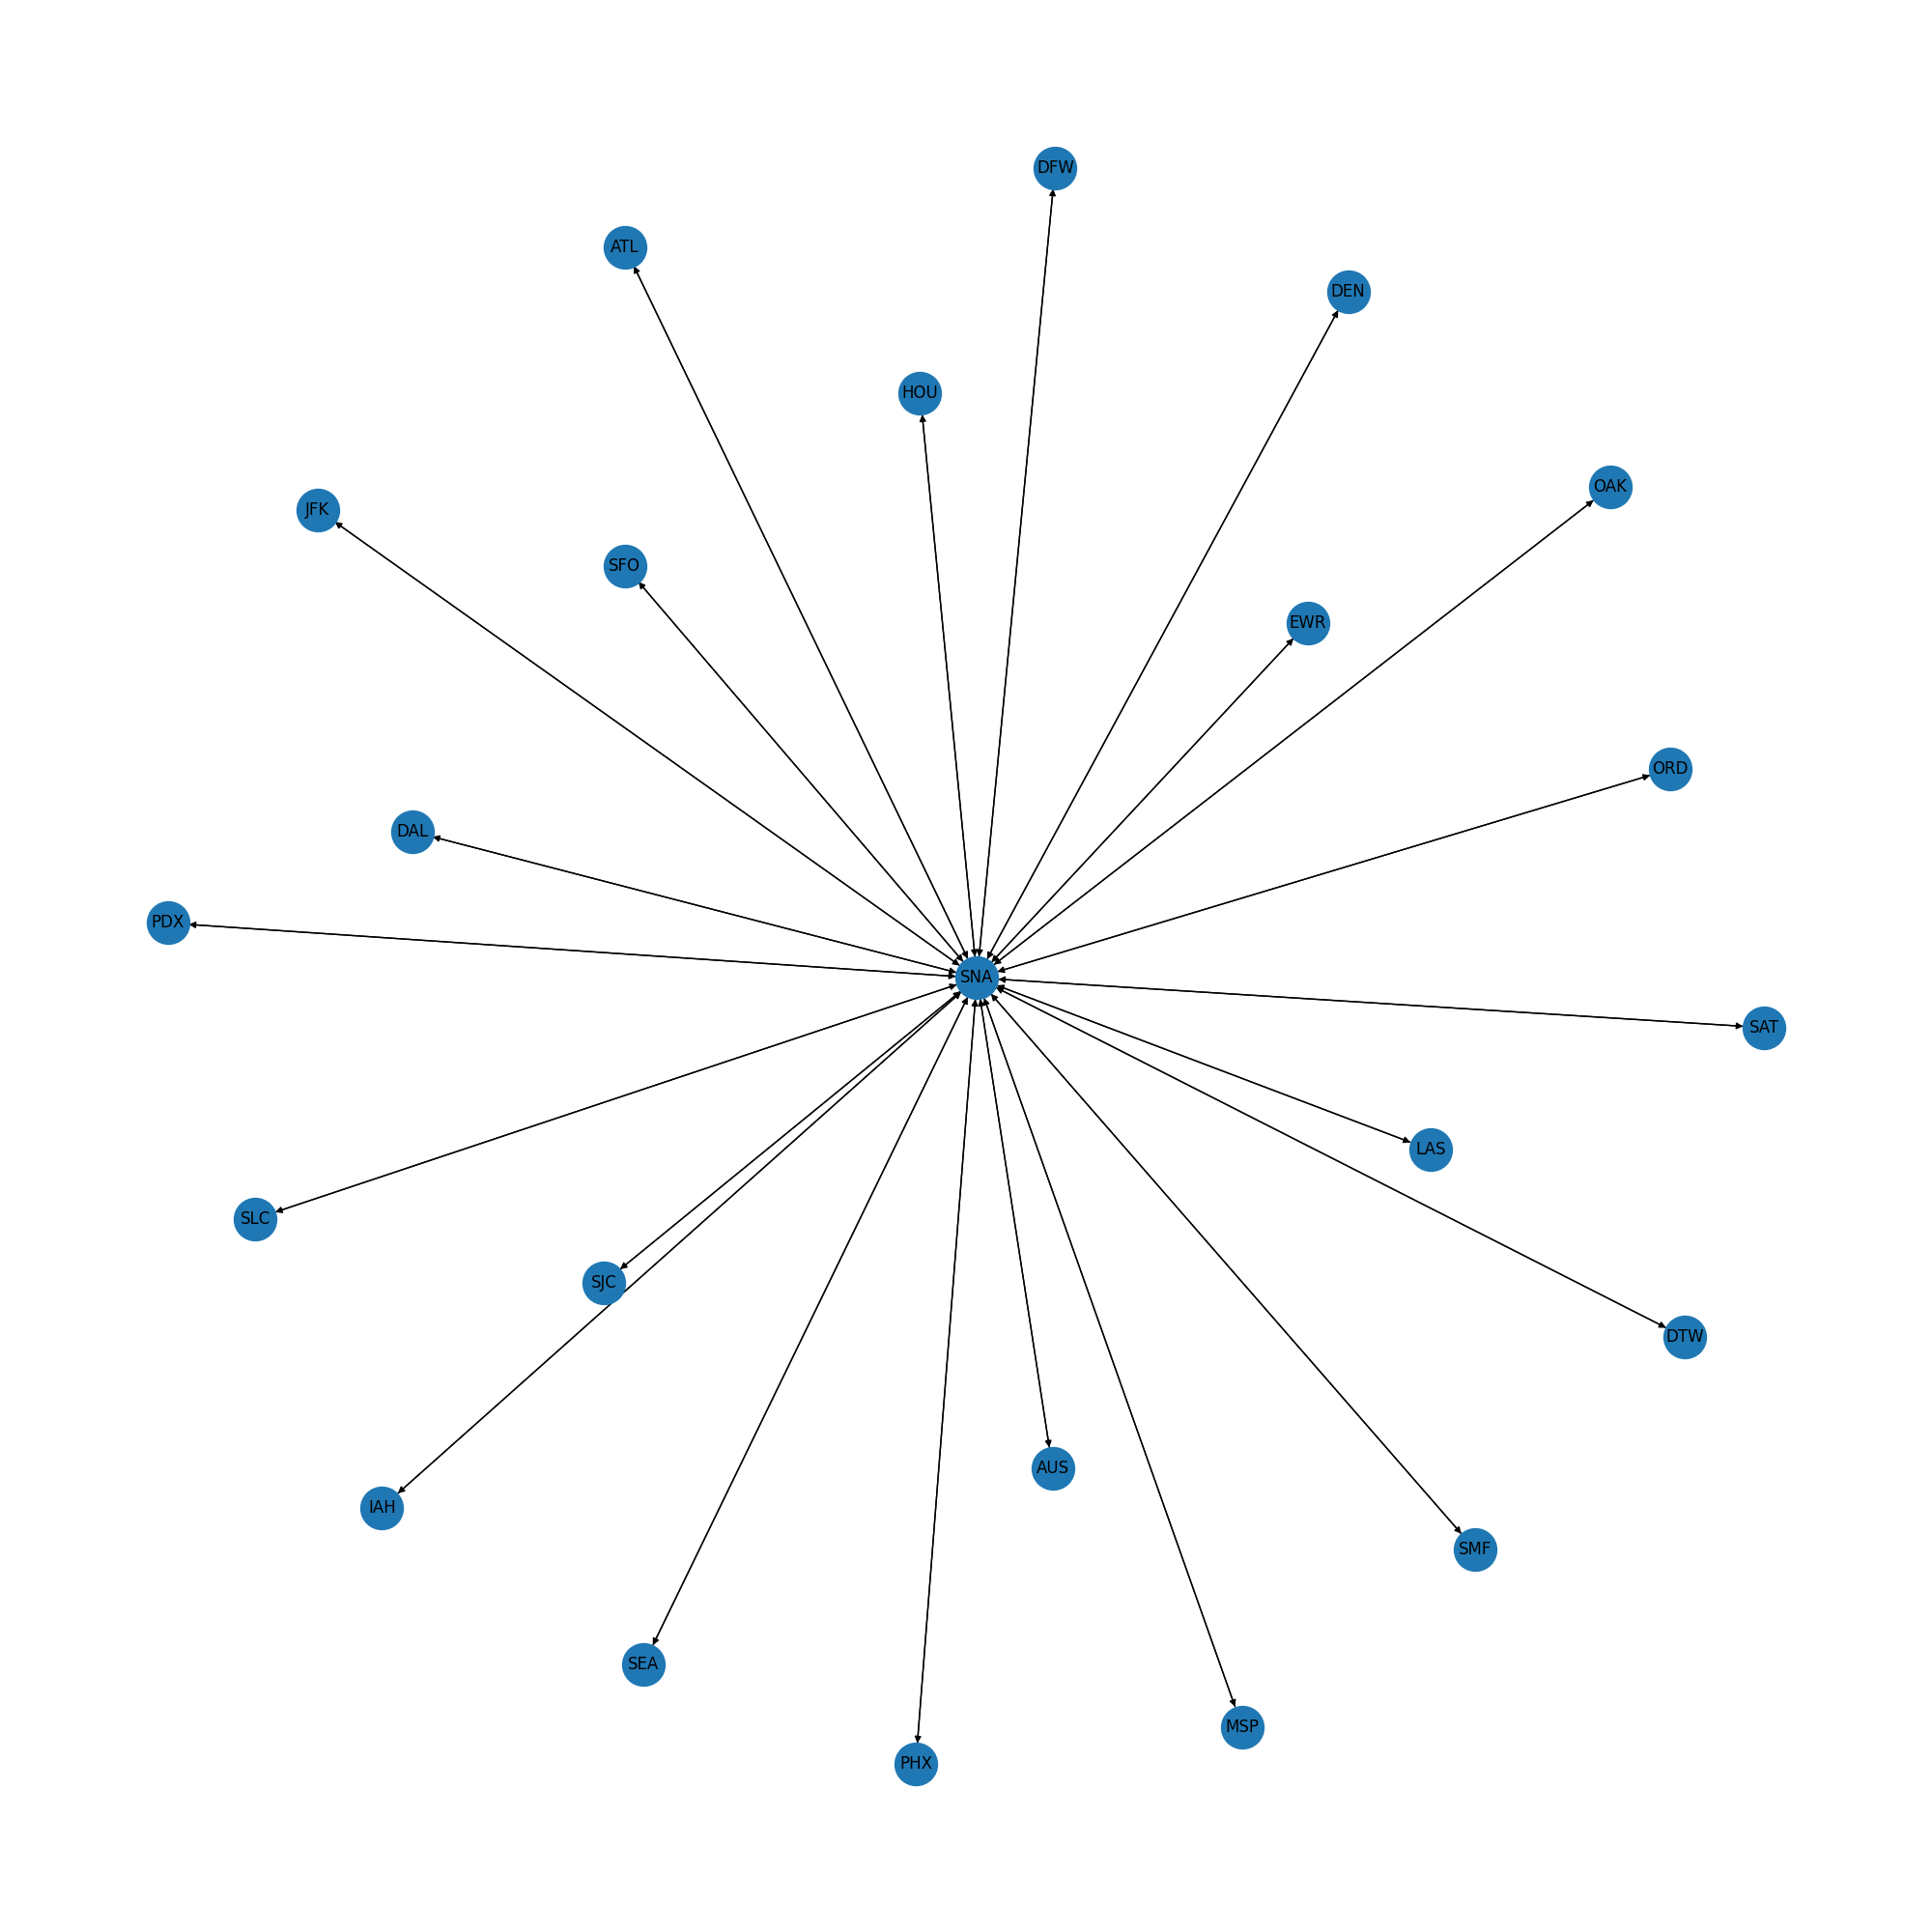 DFW
ATL
DEN
HOU
OAK
JFK
SFO
EWR
ORD
DAL
PDX
SNA
SAT
LAS
SLC
SJC
DTW
AUS
IAH
SMF
SEA
MSP
PHX